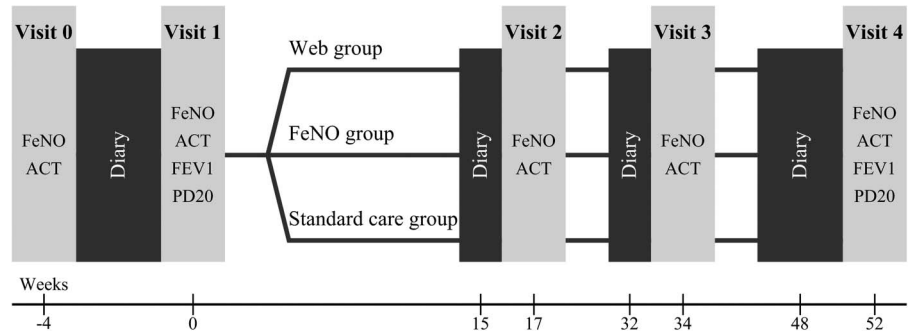 Visit 0
Visit 1
Visit 2
Visit 3
Visit 4
Web group
FeNO group
Standard care group
FeNO
ACT
Diary
FeNO
ACT
FEV1
PD20
Diary
FeNO
ACT
Diary
FeNO
ACT
Diary
FeNO
ACT
FEV1
PD20
Weeks
-4
0
15
17
32
34
48
52